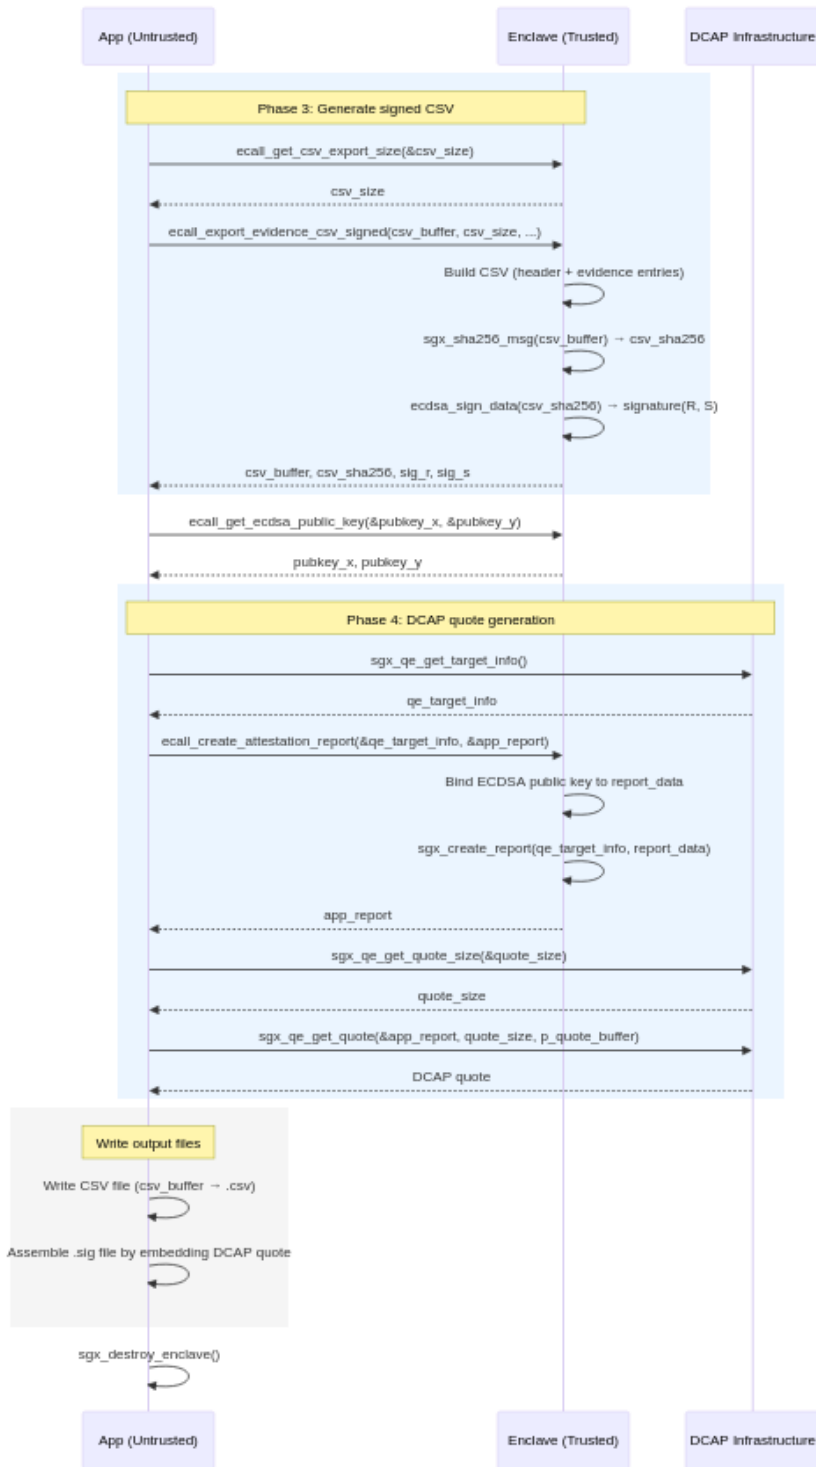 App (Untrusted)
Enclave (Trusted)
DCAP Infrastructure
Phase 3: Generate signed CSV
ecall_get_csv_export_size(&csv_size)
csv_size
ecall_export_evidence_csv_signed(csv_buffer, csv_size, ...)
Build CSV (header + evidence entries)
sgx_sha256_msg(csv_buffer) → csv_sha256
ecdsa_sign_data(csv_sha256) → signature(R, S)
csv_buffer, csv_sha256, sig_r, sig_s
ecall_get_ecdsa_public_key(&pubkey_x, &pubkey_y)
pubkey_x, pubkey_y
Phase 4: DCAP quote generation
sgx_qe_get_target_info()
qe_target_info
ecall_create_attestation_report(&qe_target_info, &app_report)
Bind ECDSA public key to report_data
sgx_create_report(qe_target_info, report_data)
app_report
sgx_qe_get_quote_size(&quote_size)
quote_size
sgx_qe_get_quote(&app_report, quote_size, p_quote_buffer)
DCAP quote
Write output files
Write CSV file (csv_buffer → .csv)
Assemble .sig file by embedding DCAP quote
sgx_destroy_enclave()
App (Untrusted)
Enclave (Trusted)
DCAP Infrastructure